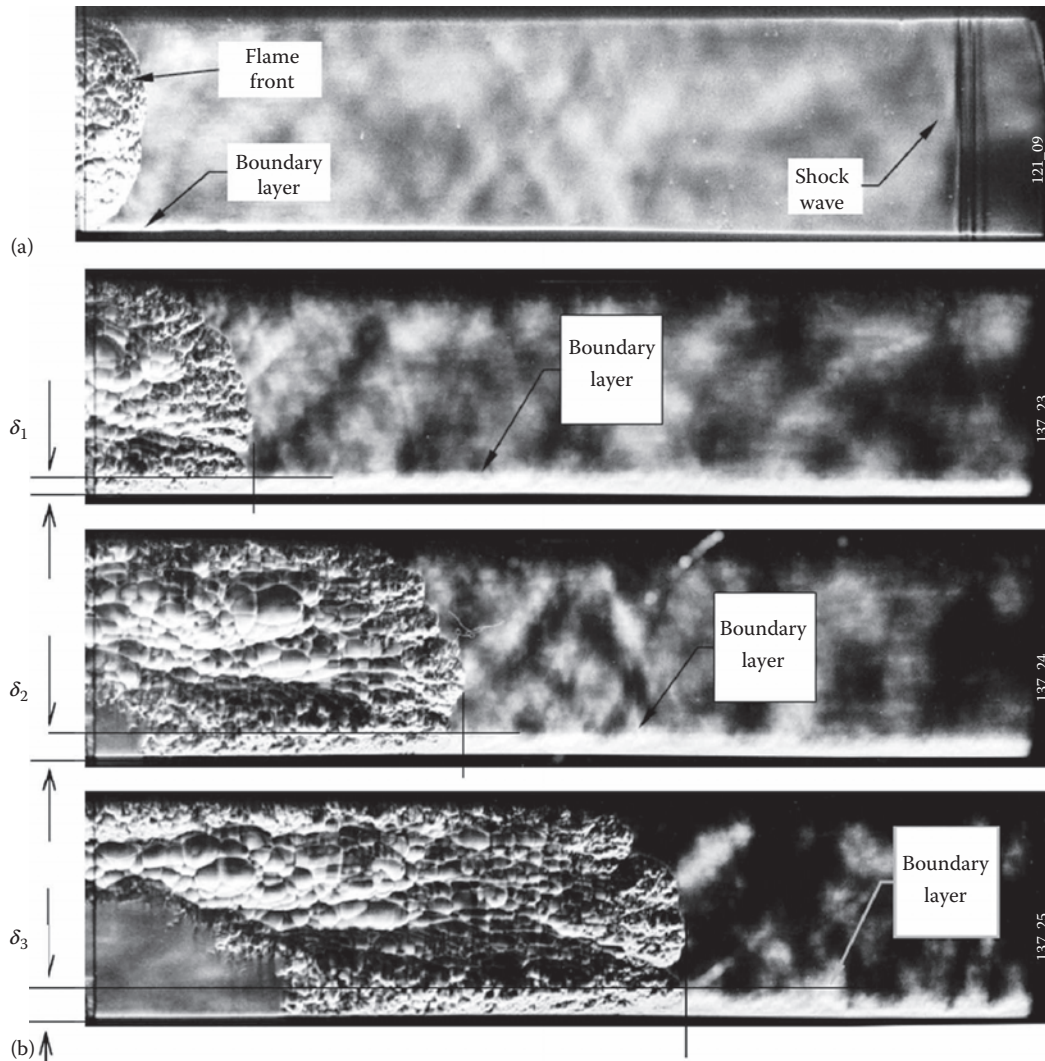 Flame
front
Boundary
layer
Shock
wave
121_09
(a)
Boundary
layer
δ1
137_23
Boundary
layer
δ2
137_24
Boundary
layer
δ3
137_25
(b)